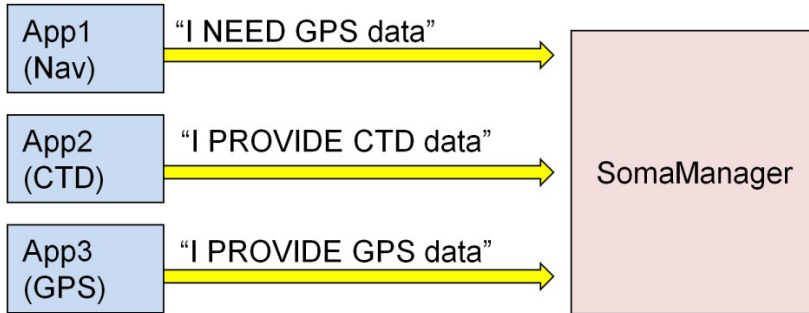 App1
(Nav)
“I NEED GPS data”
App2
(CTD)
“I PROVIDE CTD data”
App3
(GPS)
“I PROVIDE GPS data”
SomaManager